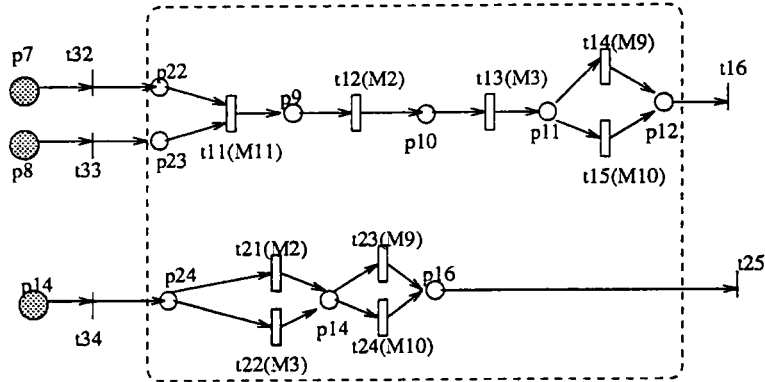 p7 t32 p22 t12(M2) t13(M3) t14(M9) t16
p9 p10 p11 p12
p8 t33 p23 t11(M11) t15(M10)
p14 p24 t21(M2) t23(M9) p16 t25
t34 t22(M3) p14 t24(M10)